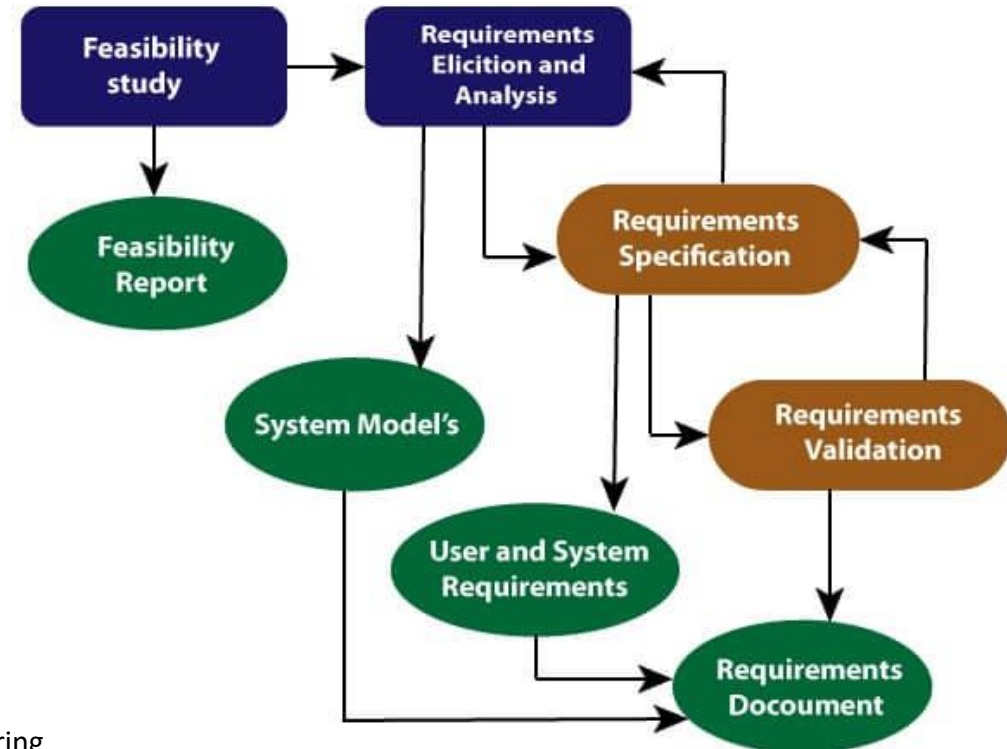 Feasibility
study
Requirements
Elicition and
Analysis
Feasibility
Report
Requirements
Specification
System Model's
Requirements
Validation
User and System
Requirements
Requirements
Docoument
ring